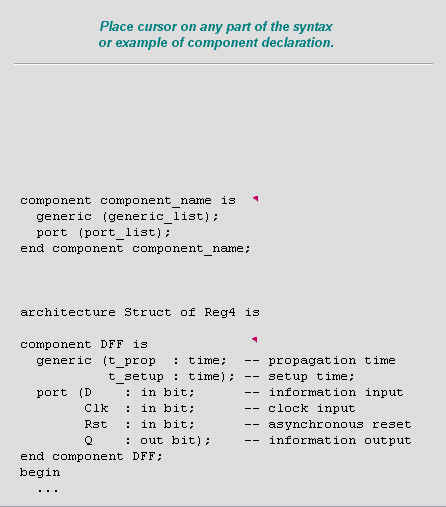 Place cursor on any part of the syntax
or example of component declaration.
component component_name is
  generic (generic_list);
  port (port_list);
end component component_name;
architecture Struct of Reg4 is
component DFF is
  generic (t_prop  : time;  -- propagation time
           t_setup : time); -- setup time;
  port (D    : in bit;      -- information input
        Clk  : in bit;      -- clock input
        Rst  : in bit;      -- asynchronous reset
        Q    : out bit);    -- information output
end component DFF;
begin
  ...